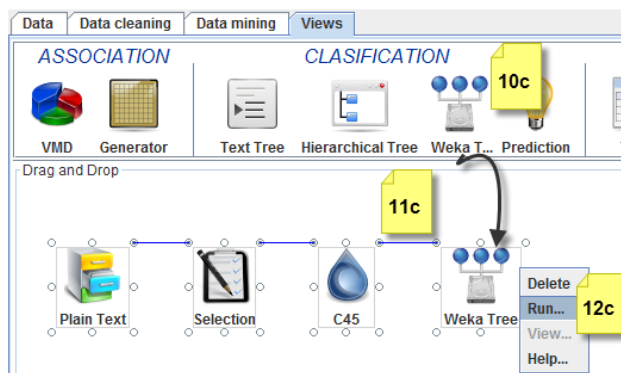 Data Data cleaning Data mining Views
ASSOCIATION CLASIFICATION
10c
VMD Generator Text Tree Hierarchical Tree Weka T... Prediction
Drag and Drop
11c
Plain Text Selection C45 Weka Tree
Delete
Run... 12c
View...
Help...